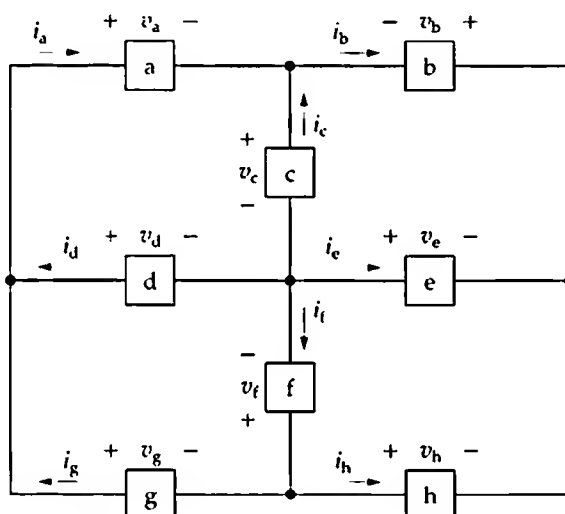 i_a + v_a - i_b - v_b +
a b
i_c
+
v_c c
-
i_d + v_d - i_e + v_e -
d e
i_f
-
v_f f
+
i_g + v_g - i_h + v_h -
g h